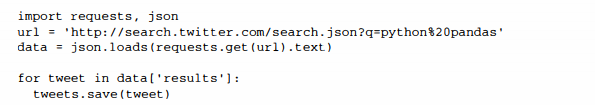 import requests, json
url = 'http://search.twitter.com/search.json?q=python%20pandas'
data = json.loads(requests.get(url).text)
for tweet in data['results']:
tweets.save(tweet)